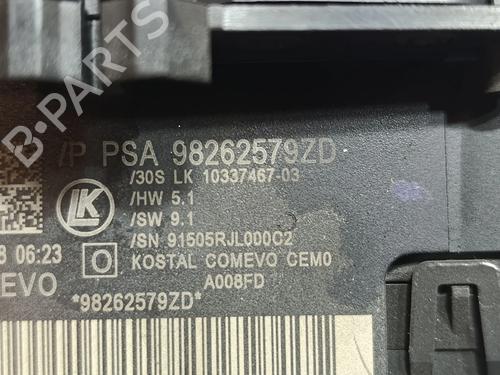 /P PSA 98262579ZD
/30S LK 10337467-03
/HW 5.1
/SW 9.1
/SN 91505RJL000C2
LK
8 06:23
O
KOSTAL COMEVO CEM0
EVO
A008FD
*98262579ZD*
B-PARTS